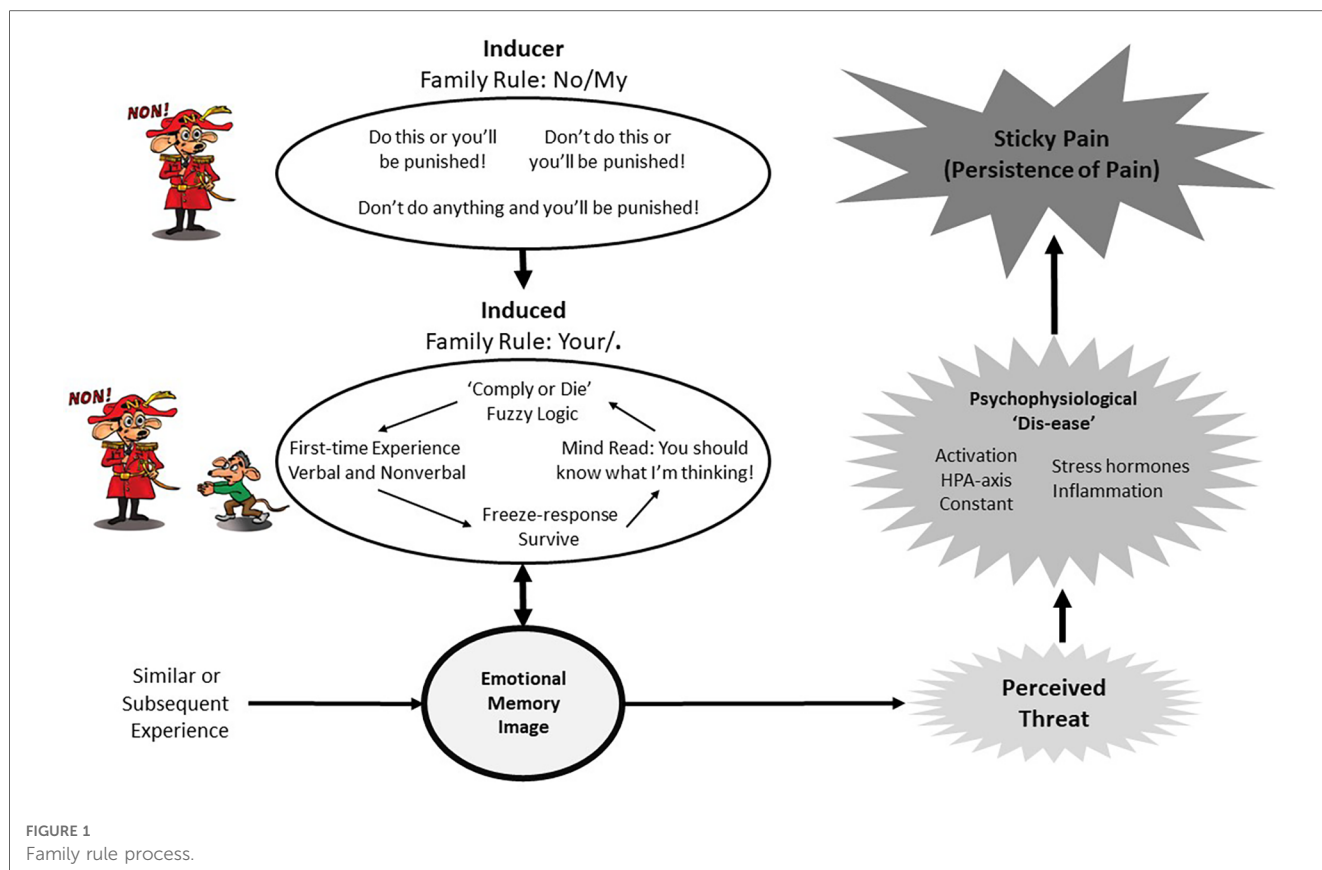 Inducer
Family Rule: No/My
NON!
N
Do this or you'll
be punished!
Don't do this or
you'll be punished!
Don't do anything and you'll be punished!
Sticky Pain
(Persistence of Pain)
Induced
Family Rule: Your/.
NON!
N
'Comply or Die'
Fuzzy Logic
First-time Experience
Verbal and Nonverbal
Mind Read: You should
know what I'm thinking!
Freeze-response
Survive
Psychophysiological
'Dis-ease'
Activation
HPA-axis
Constant
Stress hormones
Inflammation
Similar or
Subsequent
Experience
Emotional
Memory
Image
Perceived
Threat
FIGURE 1
Family rule process.